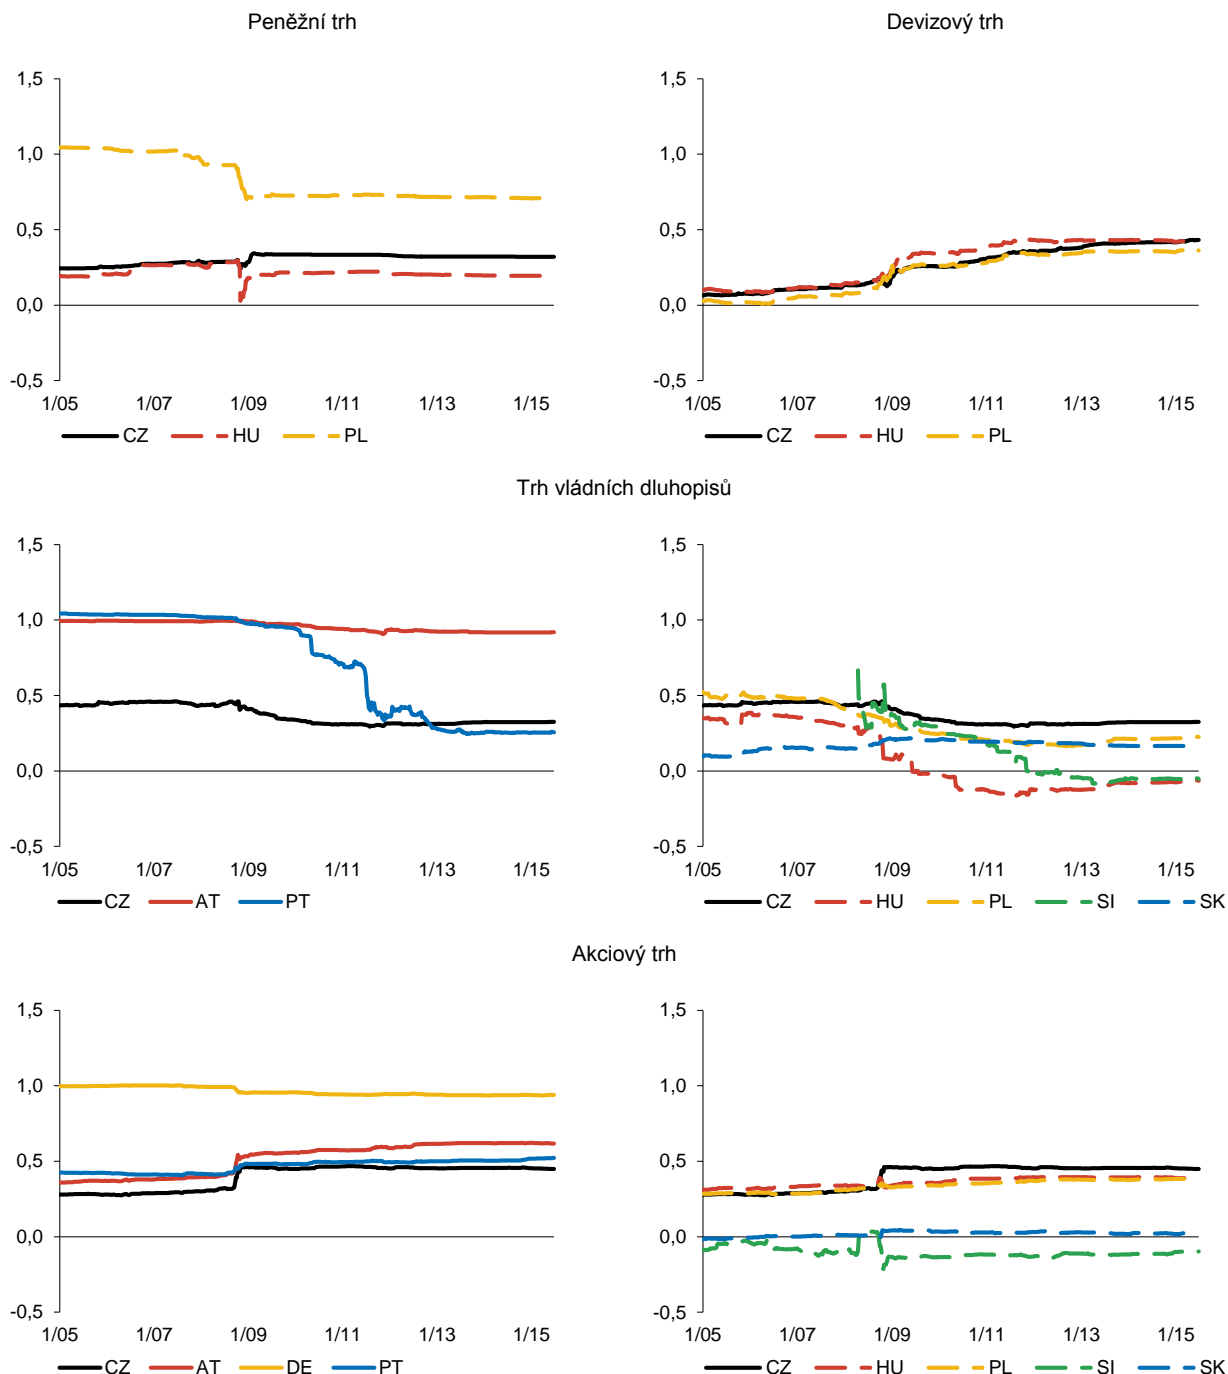 Peněžní trh
Devizový trh
1,5
1,0
0,5
0,0
-0,5
1/05 1/07 1/09 1/11 1/13 1/15
CZ HU PL
1,5
1,0
0,5
0,0
-0,5
1/05 1/07 1/09 1/11 1/13 1/15
CZ HU PL
Trh vládních dluhopisů
1,5
1,0
0,5
0,0
-0,5
1/05 1/07 1/09 1/11 1/13 1/15
CZ AT PT
1,5
1,0
0,5
0,0
-0,5
1/05 1/07 1/09 1/11 1/13 1/15
CZ HU PL SI SK
Akciový trh
1,5
1,0
0,5
0,0
-0,5
1/05 1/07 1/09 1/11 1/13 1/15
CZ AT DE PT
1,5
1,0
0,5
0,0
-0,5
1/05 1/07 1/09 1/11 1/13 1/15
CZ HU PL SI SK